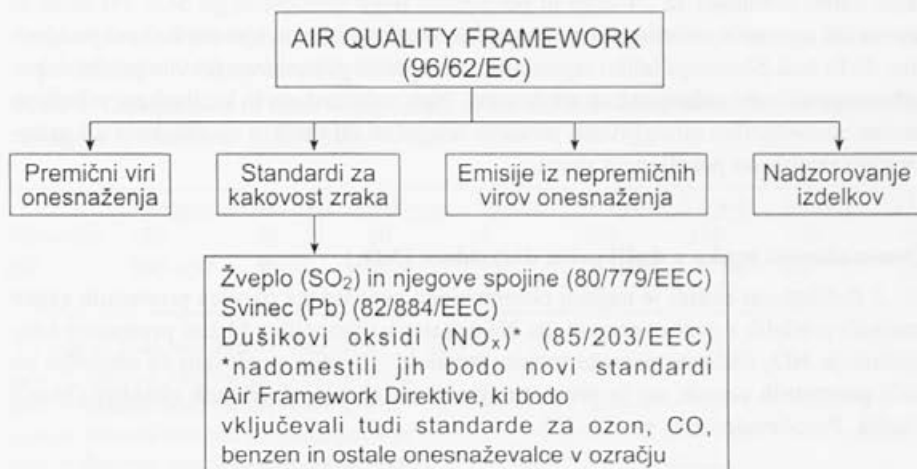 AIR QUALITY FRAMEWORK
(96/62/EC)
Premični viri
onesnaženja
Standardi za
kakovost zraka
Emisije iz nepremičnih
virov onesnaženja
Nadzorovanje
izdelkov
Žveplo (SO₂) in njegove spojine (80/779/EEC)
Svinec (Pb) (82/884/EEC)
Dušikovi oksidi (NOₓ)* (85/203/EEC)
*nadomestili jih bodo novi standardi
Air Framework Direktive, ki bodo
vključevali tudi standarde za ozon, CO,
benzen in ostale onesnaževalce v ozračju